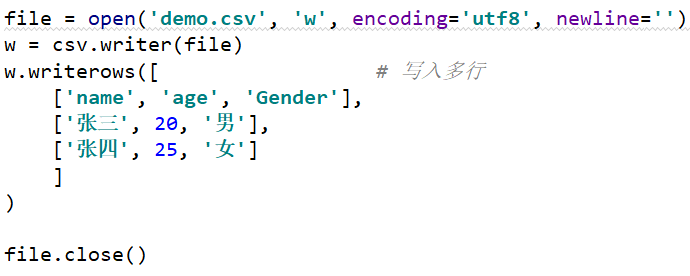 file = open('demo.csv', 'w', encoding='utf8', newline='')
w = csv.writer(file)
w.writerows([                       # 写入多行
    ['name', 'age', 'Gender'],
    ['张三', 20, '男'],
    ['张四', 25, '女']
    ]
)

file.close()